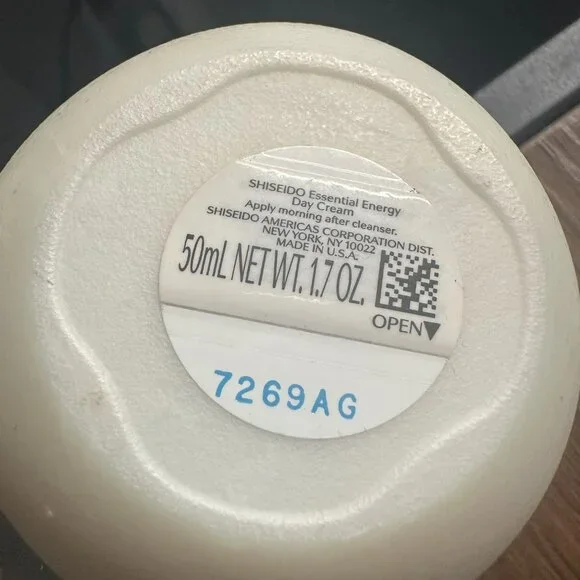 SHISEIDO Essential Energy
Day Cream
Apply morning after cleanser.
SHISEIDO AMERICAS CORPORATION DIST.
NEW YORK, NY 10022
MADE IN U.S.A.
50mL NET WT. 1.7 OZ.
OPEN▼
7269AG